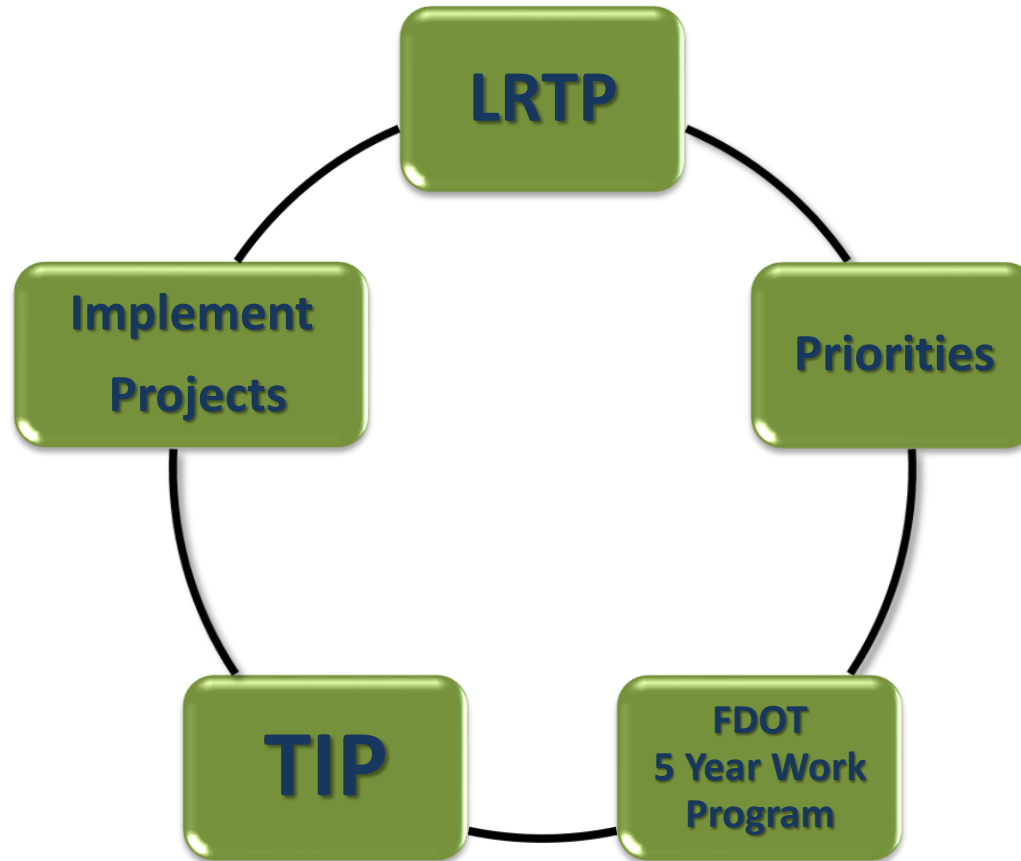 LRTP
Priorities
FDOT
5 Year Work
Program
TIP
Implement
Projects